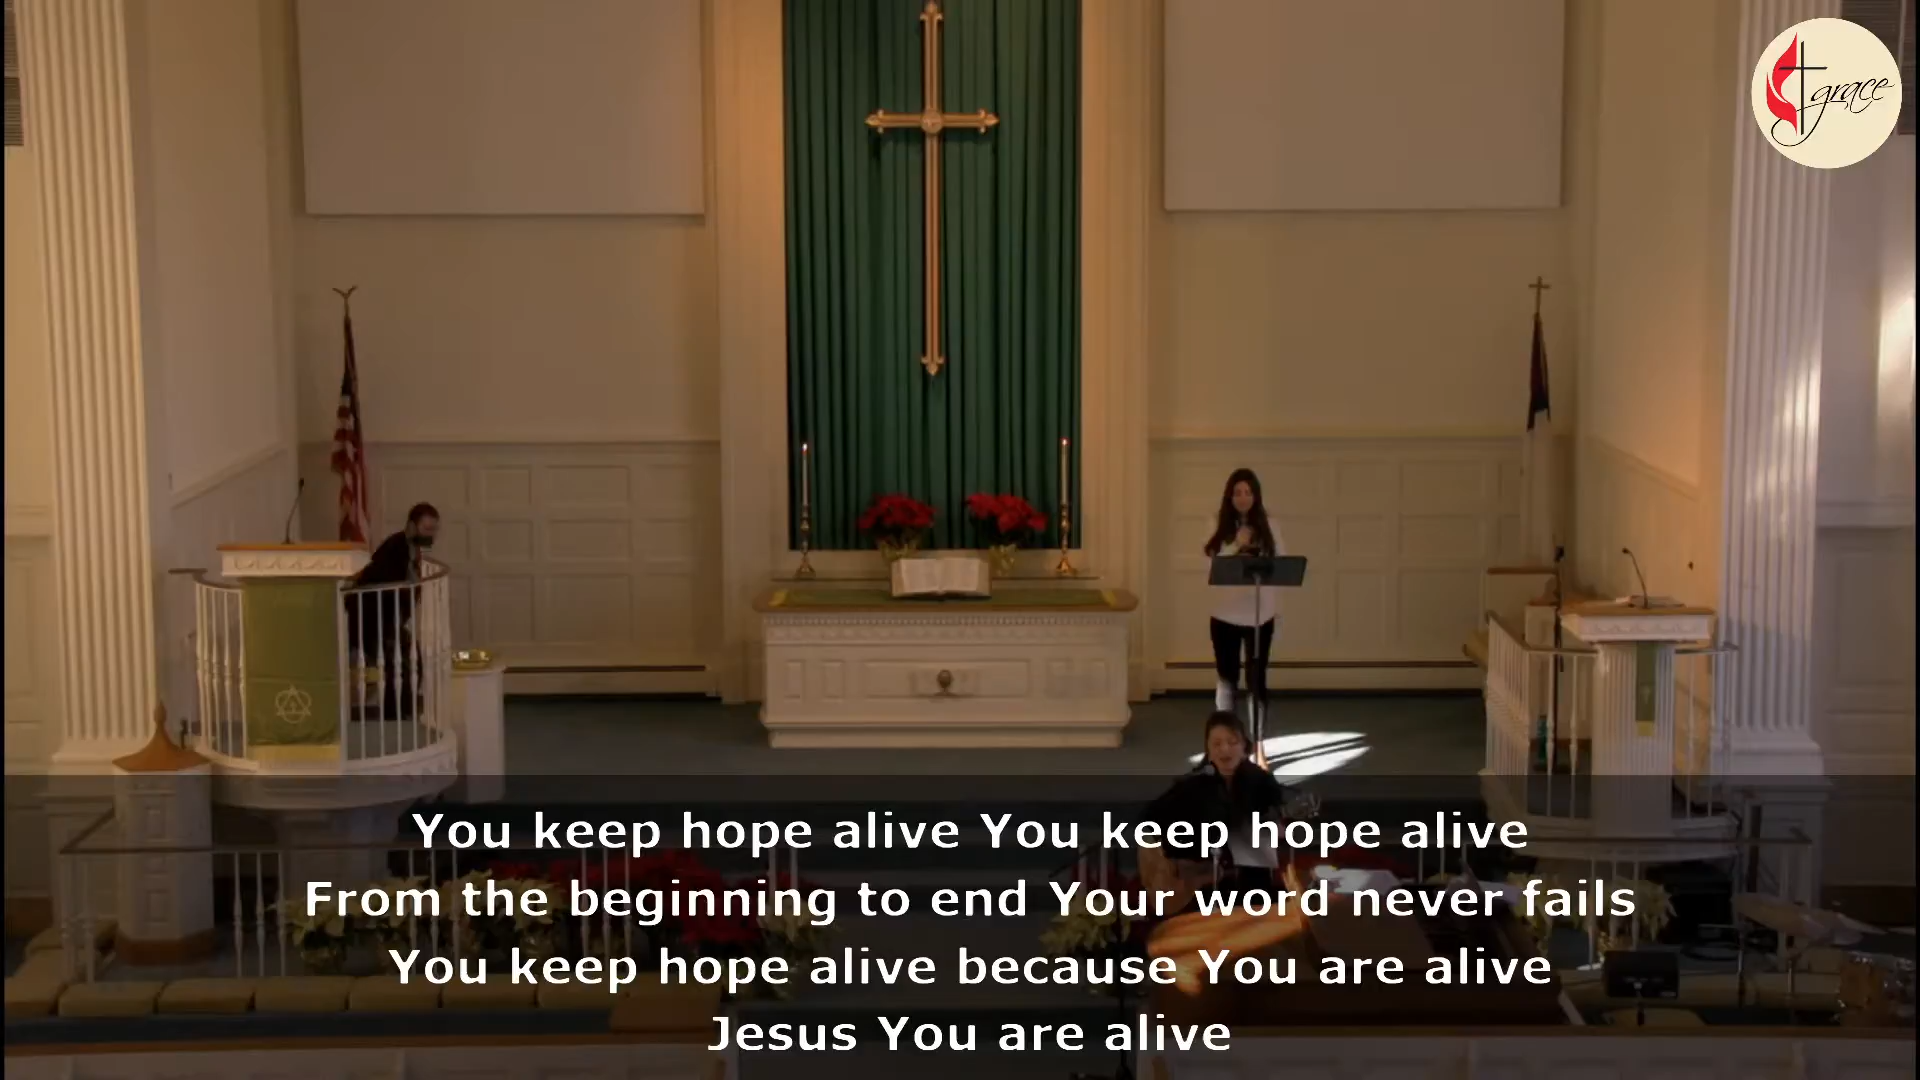 grace
You keep hope alive You keep hope alive
From the beginning to end Your word never fails
You keep hope alive because You are alive
Jesus You are alive